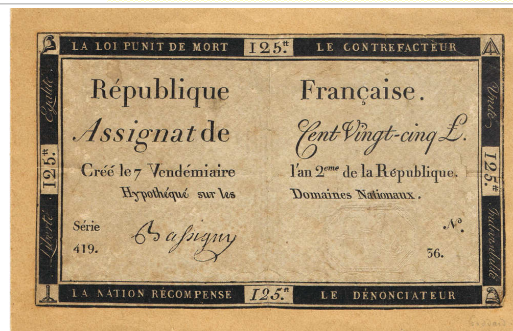 LA LOI PUNIT DE MORT 125.# LE CONTREFACTEUR
Égalité. Unité,
République Française.
Assignat de Cent Vingt-cinq £.
125.# 125.#
Créé le 7 Vendémiaire l'an 2eme de la République.
Hypothéqué sur les Domaines Nationaux.
Liberté Indivisibilité
Série No.
419. Bassigny 36.
LA NATION RÉCOMPENSE 125.# LE DÉNONCIATEUR